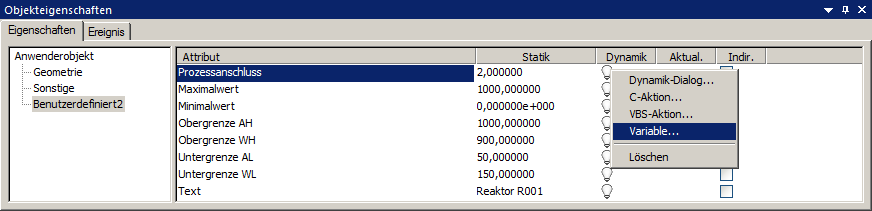 Objekteigenschaften
Eigenschaften Ereignis
Anwenderobjekt
Geometrie
Sonstige
Benutzerdefiniert2
Attribut Statik Dynamik Aktual. Indir.
Prozessanschluss 2,000000
Maximalwert 1000,000000
Minimalwert 0,000000e+000
Obergrenze AH 1000,000000
Obergrenze WH 900,000000
Untergrenze AL 50,000000
Untergrenze WL 150,000000
Text Reaktor R001
Dynamik-Dialog...
C-Aktion...
VBS-Aktion...
Variable...
Löschen